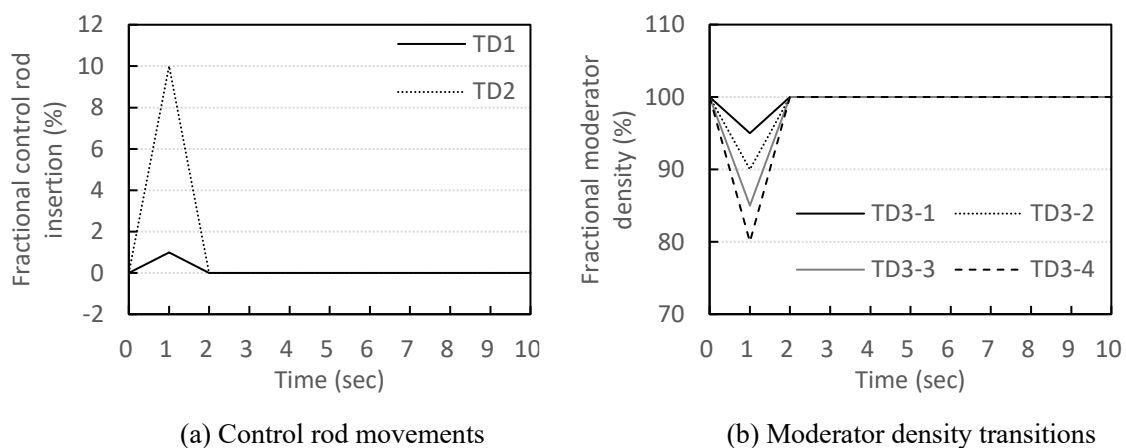 Fractional control rod
insertion (%)
12
10
8
6
4
2
0
-2
TD1
TD2
0 1 2 3 4 5 6 7 8 9 10
Time (sec)
(a) Control rod movements
Fractional moderator
density (%)
110
100
90
80
70
TD3-1 TD3-2
TD3-3 TD3-4
0 1 2 3 4 5 6 7 8 9 10
Time (sec)
(b) Moderator density transitions